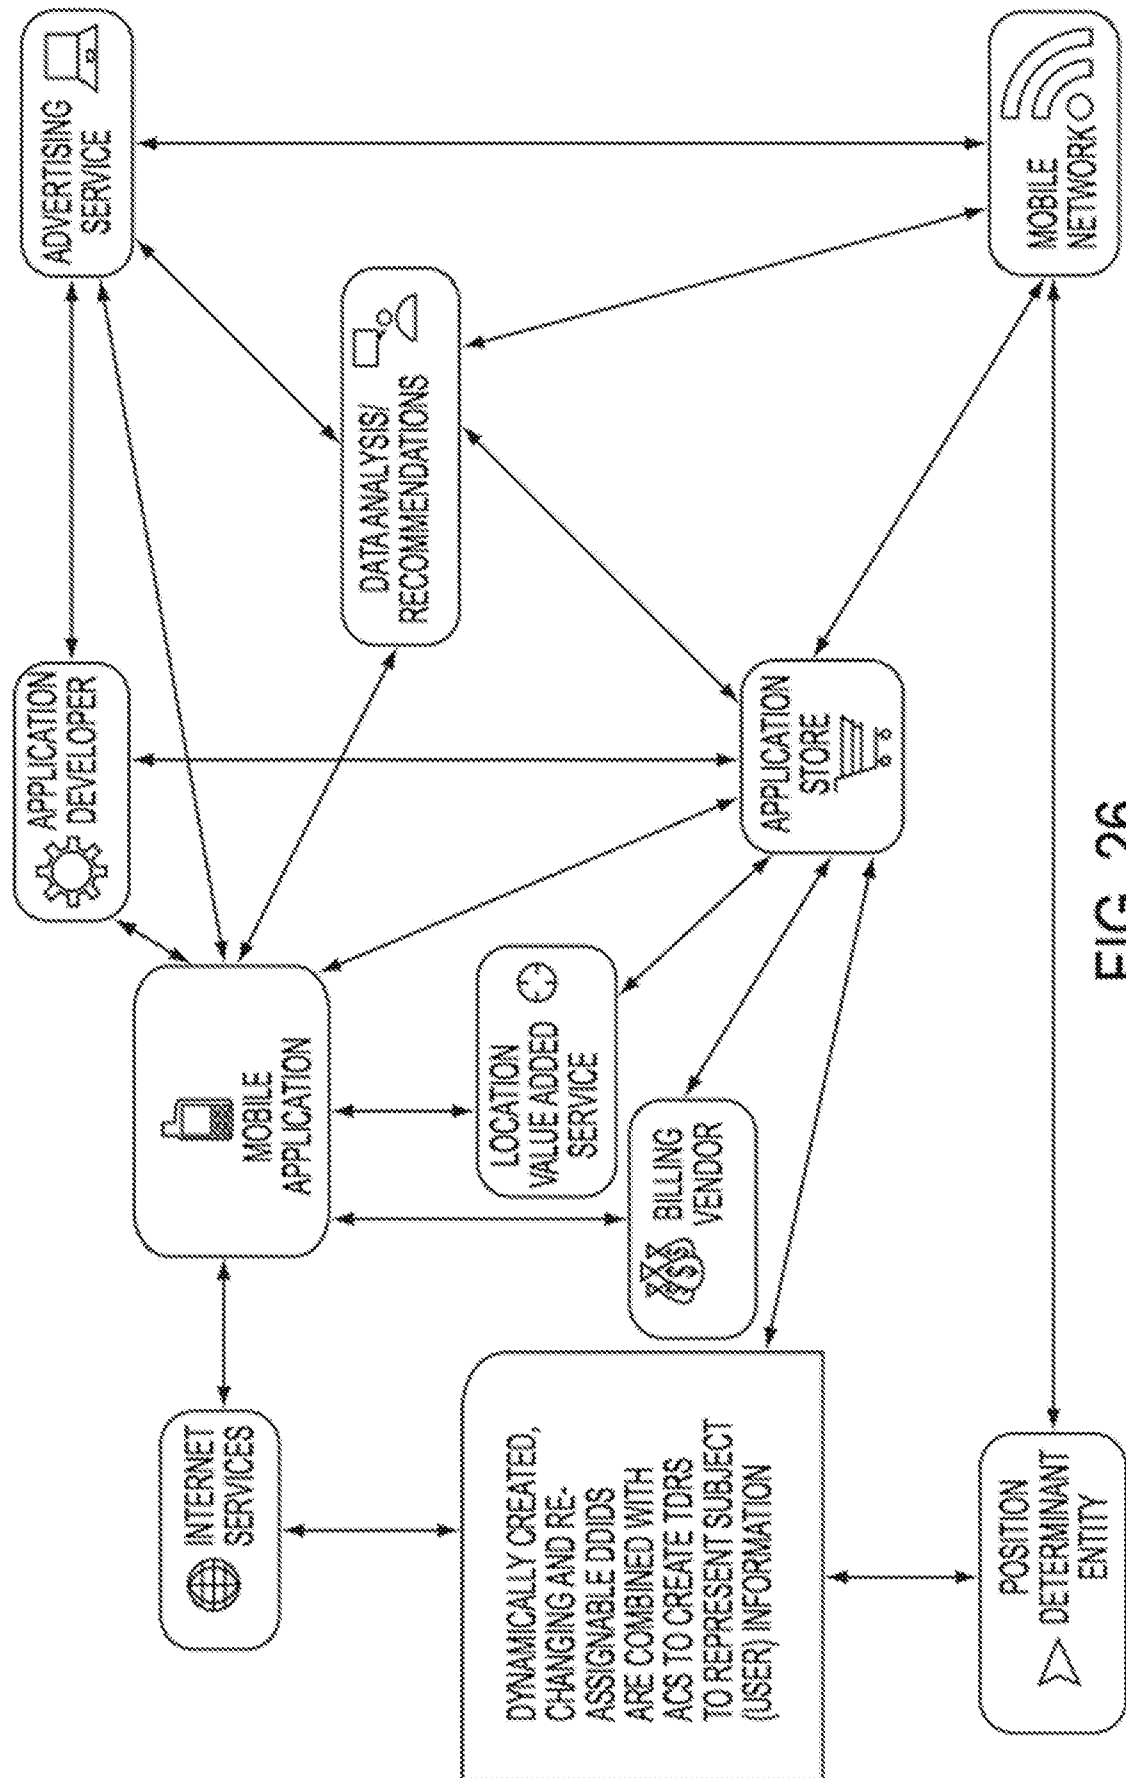 APPLICATION
DEVELOPER
ADVERTISING
SERVICE
MOBILE
APPLICATION
INTERNET
SERVICES
DATA ANALYSIS/
RECOMMENDATIONS
DYNAMICALLY CREATED,
CHANGING AND RE-
ASSIGNABLE DDIDS
ARE COMBINED WITH
ACS TO CREATE TDRS
TO REPRESENT SUBJECT
(USER) INFORMATION
LOCATION
VALUE ADDED
SERVICE
$ $ $
BILLING
VENDOR
APPLICATION
STORE
POSITION
DETERMINANT
ENTITY
MOBILE
NETWORK
FIG. 26